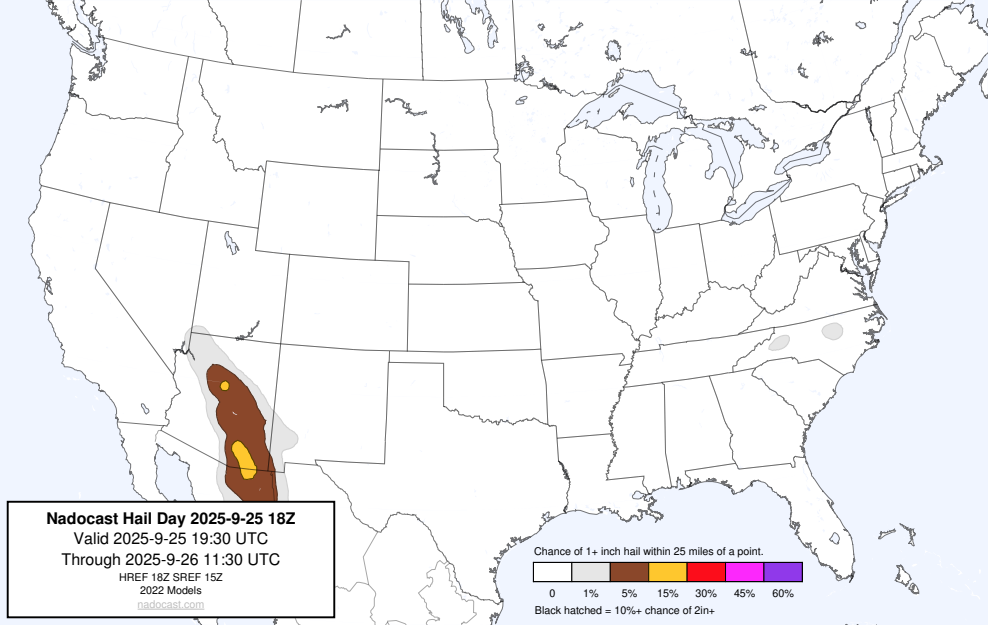 Nadocast Hail Day 2025-9-25 18Z
Valid 2025-9-25 19:30 UTC
Through 2025-9-26 11:30 UTC
HREF 18Z SREF 15Z
2022 Models
nadocast.com
Chance of 1+ inch hail within 25 miles of a point.
0 1% 5% 15% 30% 45% 60%
Black hatched = 10%+ chance of 2in+